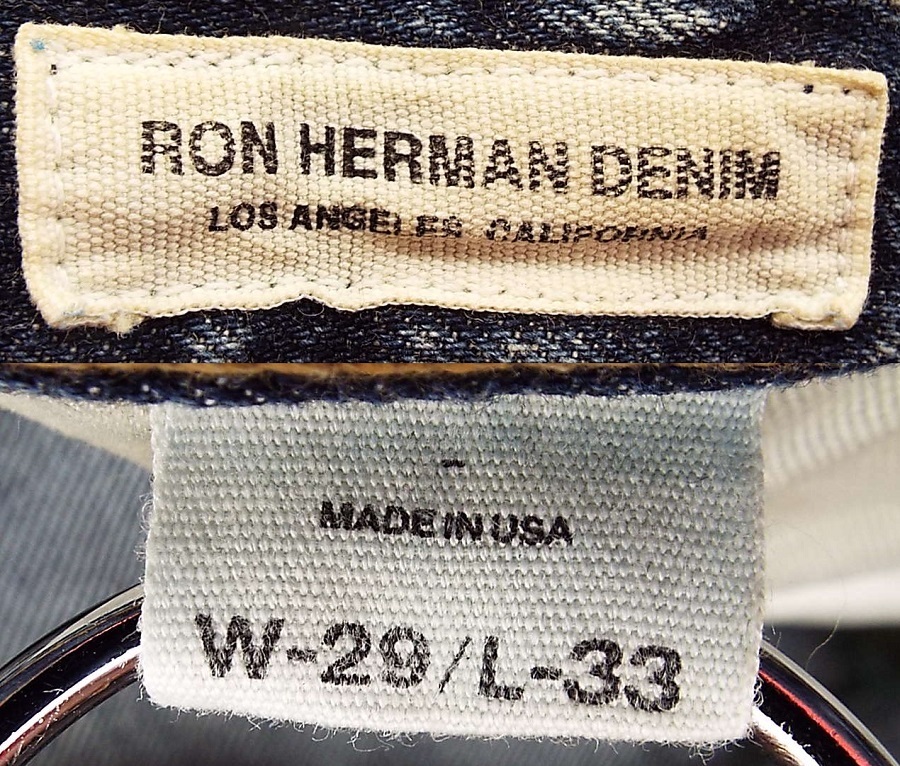 RON HERMAN DENIM
LOS ANGELES CALIFORNIA
-
MADE IN USA
W-29/L-33